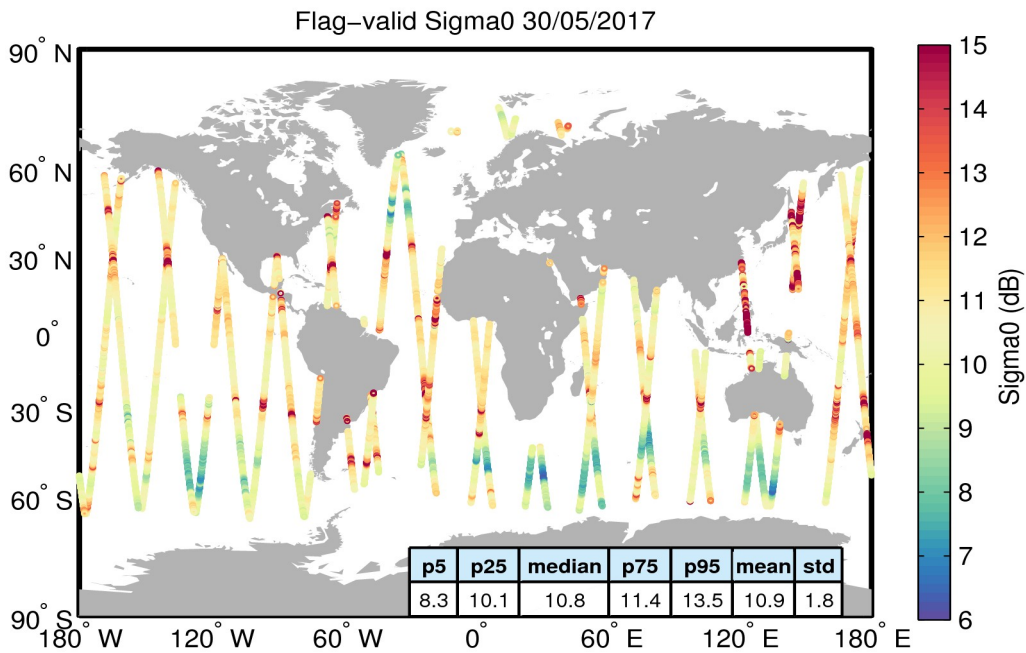 Flag−valid Sigma0 30/05/2017
90° N
60° N
30° N
0°
30° S
60° S
90° S
180° W
120° W
60° W
0°
60° E
120° E
180° E
p5 p25 median p75 p95 mean std
8.3 10.1 10.8 11.4 13.5 10.9 1.8
15
14
13
12
11
10
9
8
7
6
Sigma0 (dB)